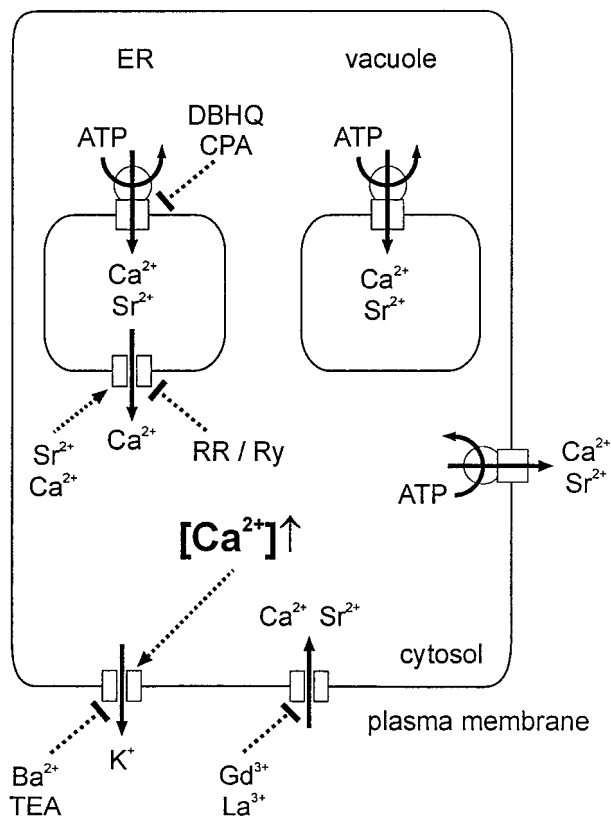 ER
vacuole
DBHQ
CPA
ATP
ATP
Ca²⁺
Sr²⁺
Ca²⁺
Sr²⁺
Sr²⁺
Ca²⁺
Ca²⁺
RR / Ry
ATP
Ca²⁺
Sr²⁺
[Ca²⁺]↑
Ca²⁺ Sr²⁺
cytosol
plasma membrane
K⁺
Ba²⁺
TEA
Gd³⁺
La³⁺